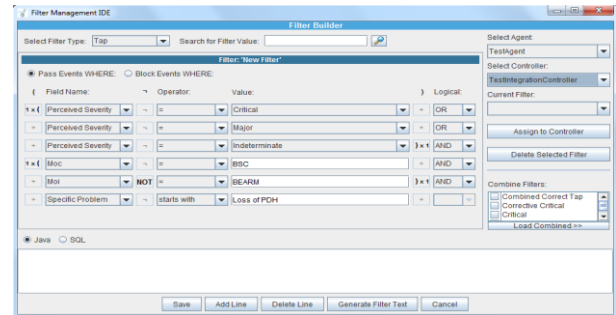 Filter Management IDE
Filter Builder
Select Filter Type: Tap Search for Filter Value:
Filter: 'New Filter'
Pass Events WHERE: Block Events WHERE:
( Field Name: ¬ Operator: Value: ) Logical:
1 x ( Perceived Severity ¬ = Critical + OR
+ Perceived Severity ¬ = Major + OR
+ Perceived Severity ¬ = Indeterminate ) x 1 AND
1 x ( Moc ¬ = BSC + AND
+ Moi NOT = BEARM ) x 1 AND
+ Specific Problem ¬ starts with Loss of PDH +
Java SQL
Save Add Line Delete Line Generate Filter Text Cancel
Select Agent:
TestAgent
Select Controller:
TestIntegrationController
Current Filter:
Assign to Controller
Delete Selected Filter
Combine Filters:
Combined Correct Tap
Corrective Critical
Critical
Load Combined >>